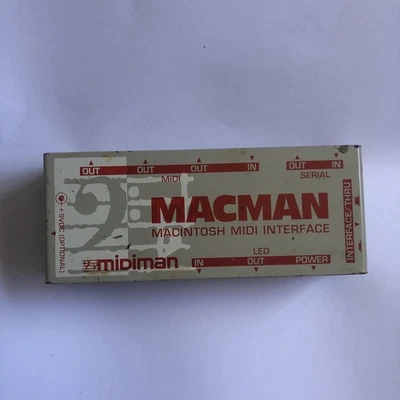 OUT OUT OUT IN OUT IN
MIDI SERIAL
MACMAN
MACINTOSH MIDI INTERFACE
LED
midiman IN OUT POWER
+ 9VDC (OPTIONAL)
INTERFACE/THRU